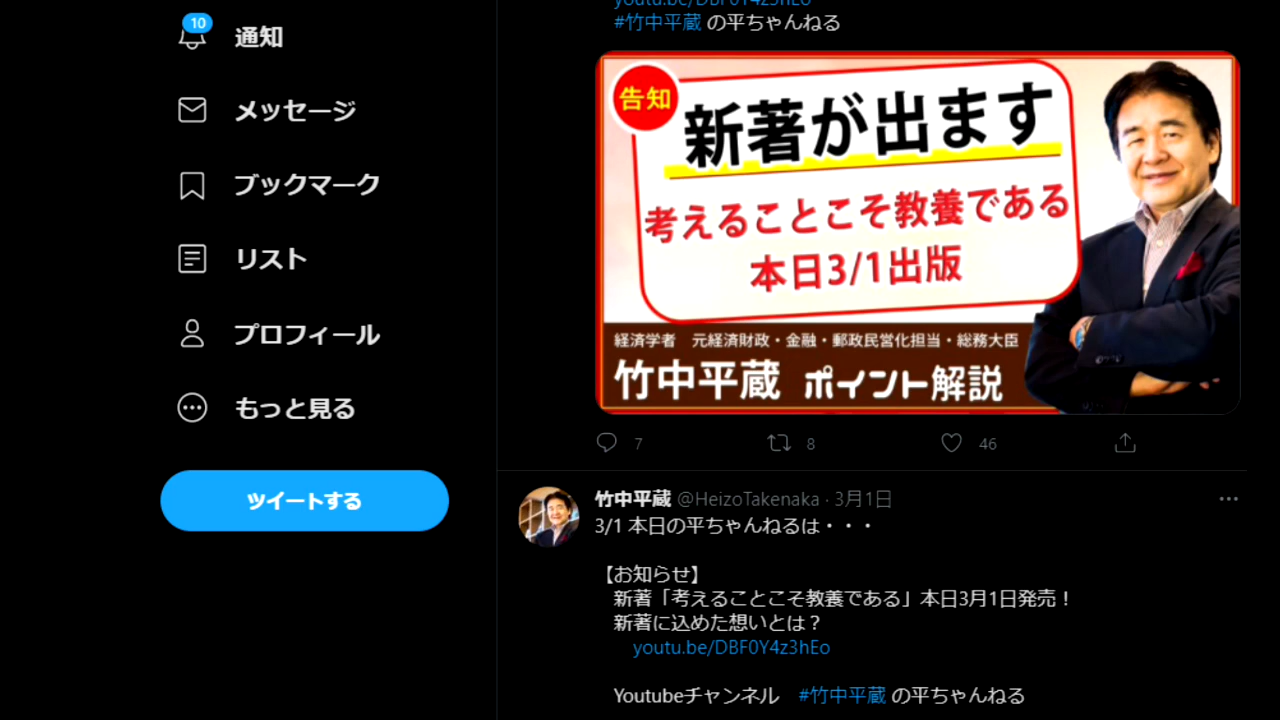 10
通知
メッセージ
ブックマーク
リスト
プロフィール
もっと見る
ツイートする
youtu.be/DBF0Y4z3hEo
#竹中平蔵 の平ちゃんねる
告知
新著が出ます
考えることこそ教養である
本日3/1出版
経済学者 元経済財政・金融・郵政民営化担当・総務大臣
竹中平蔵 ポイント解説
7
8
46
竹中平蔵 @HeizoTakenaka · 3月1日
3/1 本日の平ちゃんねるは・・・
【お知らせ】
新著「考えることこそ教養である」本日3月1日発売！
新著に込めた想いとは？
youtu.be/DBF0Y4z3hEo
Youtubeチャンネル #竹中平蔵 の平ちゃんねる